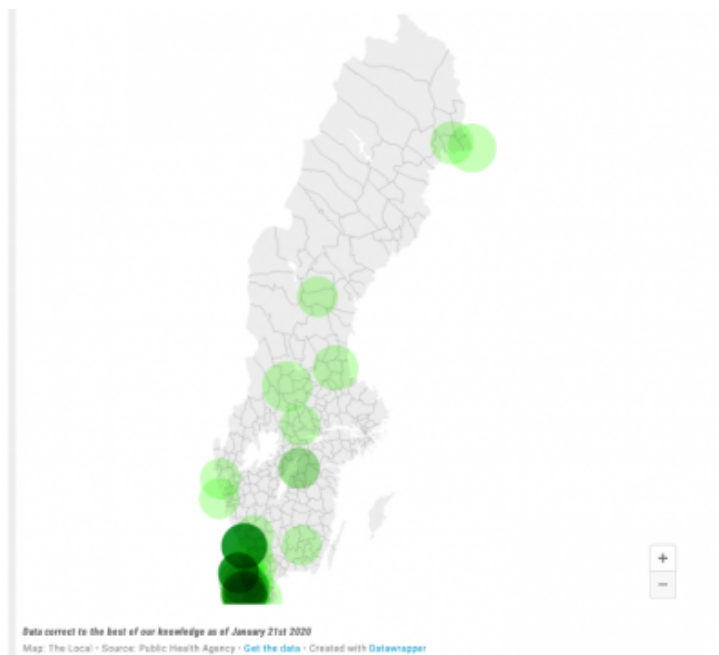 +
−
Data correct to the best of our knowledge as of January 21st 2020
Map: The Local • Source: Public Health Agency • Get the data • Created with Datawrapper